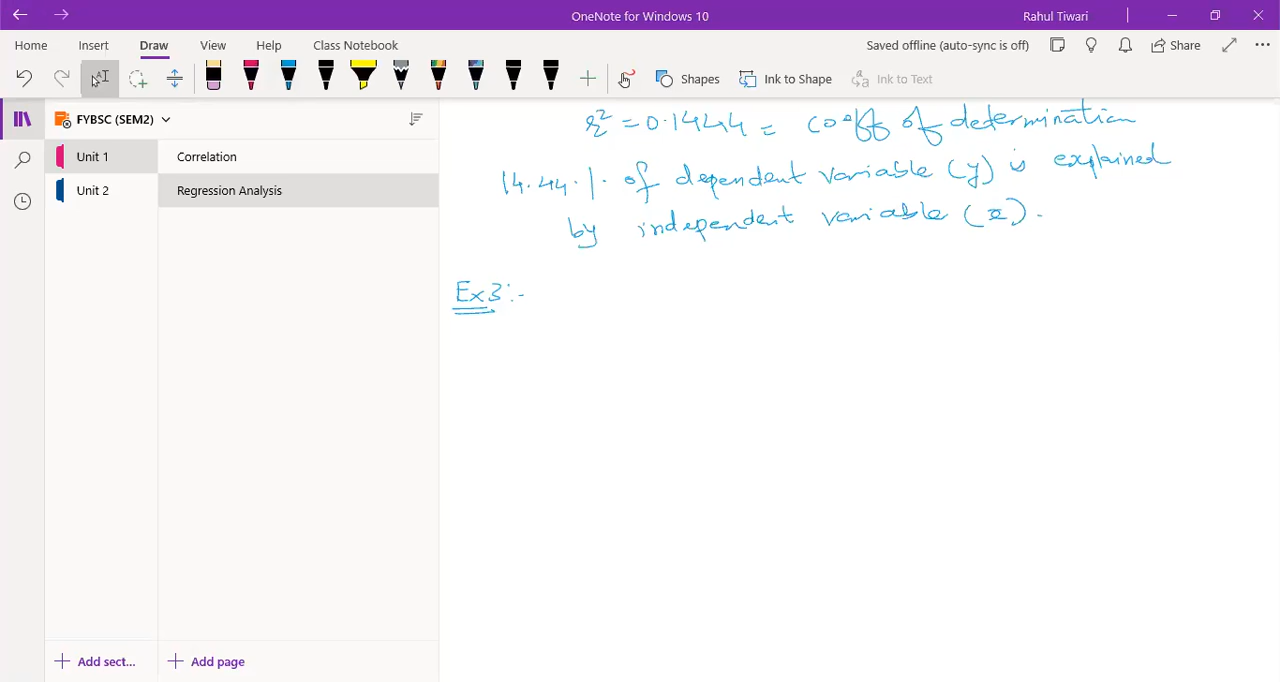 OneNote for Windows 10
Rahul Tiwari
Home Insert Draw View Help Class Notebook
Saved offline (auto-sync is off)
Share
Shapes
Ink to Shape
Ink to Text
FYBSC (SEM2)
Unit 1
Unit 2
Correlation
Regression Analysis
Add sect...
Add page
r² = 0.1444 = coeff of determination
14.44% of dependent variable (y) is explained
by independent variable (x).
Ex3:-